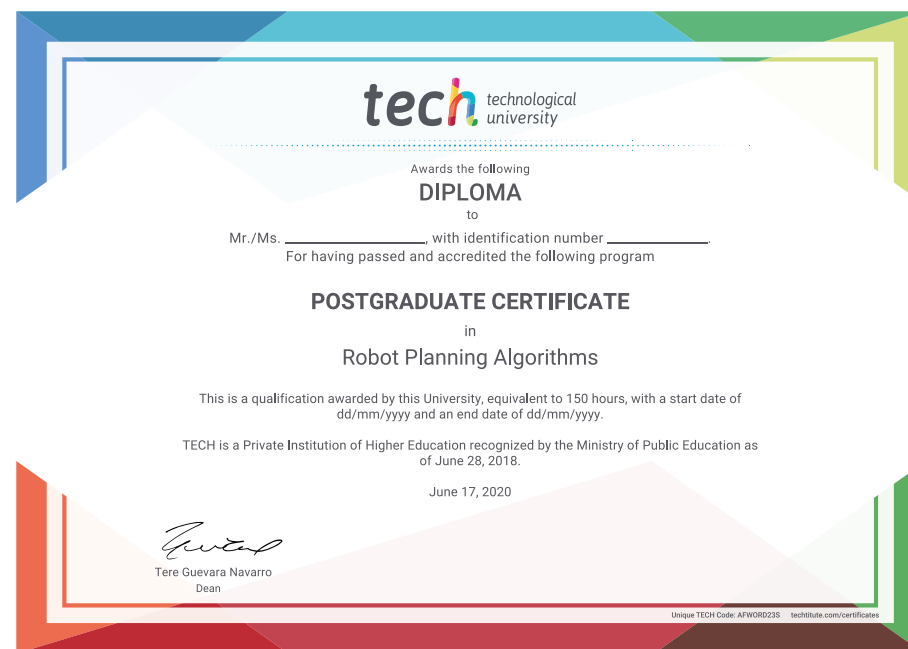 tech technological
university
Awards the following
DIPLOMA
to
Mr./Ms. ____________, with identification number ____________.
For having passed and accredited the following program
POSTGRADUATE CERTIFICATE
in
Robot Planning Algorithms
This is a qualification awarded by this University, equivalent to 150 hours, with a start date of
dd/mm/yyyy and an end date of dd/mm/yyyy.
TECH is a Private Institution of Higher Education recognized by the Ministry of Public Education as
of June 28, 2018.
June 17, 2020
Tere Guevara Navarro
Dean
Unique TECH Code: AFWORD23S techtitute.com/certificates